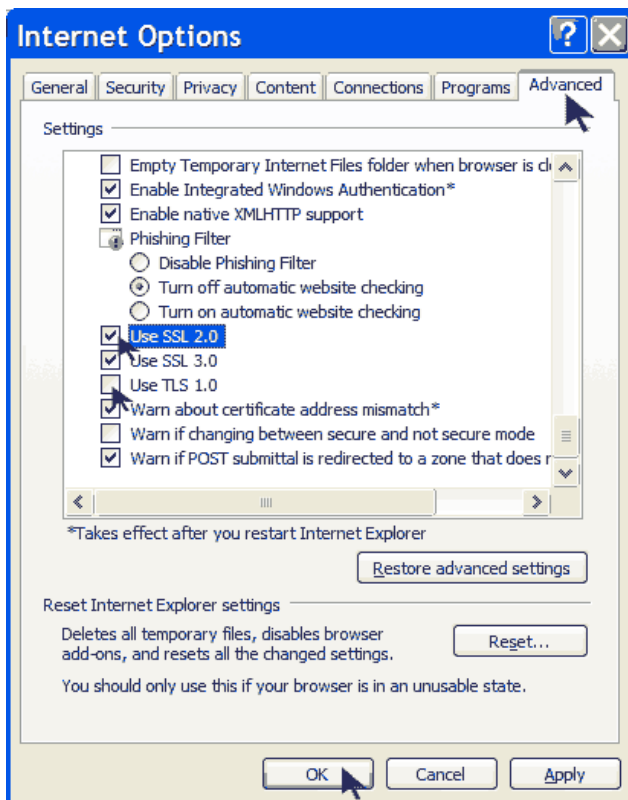 Internet Options
General Security Privacy Content Connections Programs Advanced
Settings
Empty Temporary Internet Files folder when browser is cl
Enable Integrated Windows Authentication*
Enable native XMLHTTP support
Phishing Filter
Disable Phishing Filter
Turn off automatic website checking
Turn on automatic website checking
Use SSL 2.0
Use SSL 3.0
Use TLS 1.0
Warn about certificate address mismatch*
Warn if changing between secure and not secure mode
Warn if POST submittal is redirected to a zone that does r
*Takes effect after you restart Internet Explorer
Restore advanced settings
Reset Internet Explorer settings
Deletes all temporary files, disables browser
add-ons, and resets all the changed settings.
Reset...
You should only use this if your browser is in an unusable state.
OK Cancel Apply